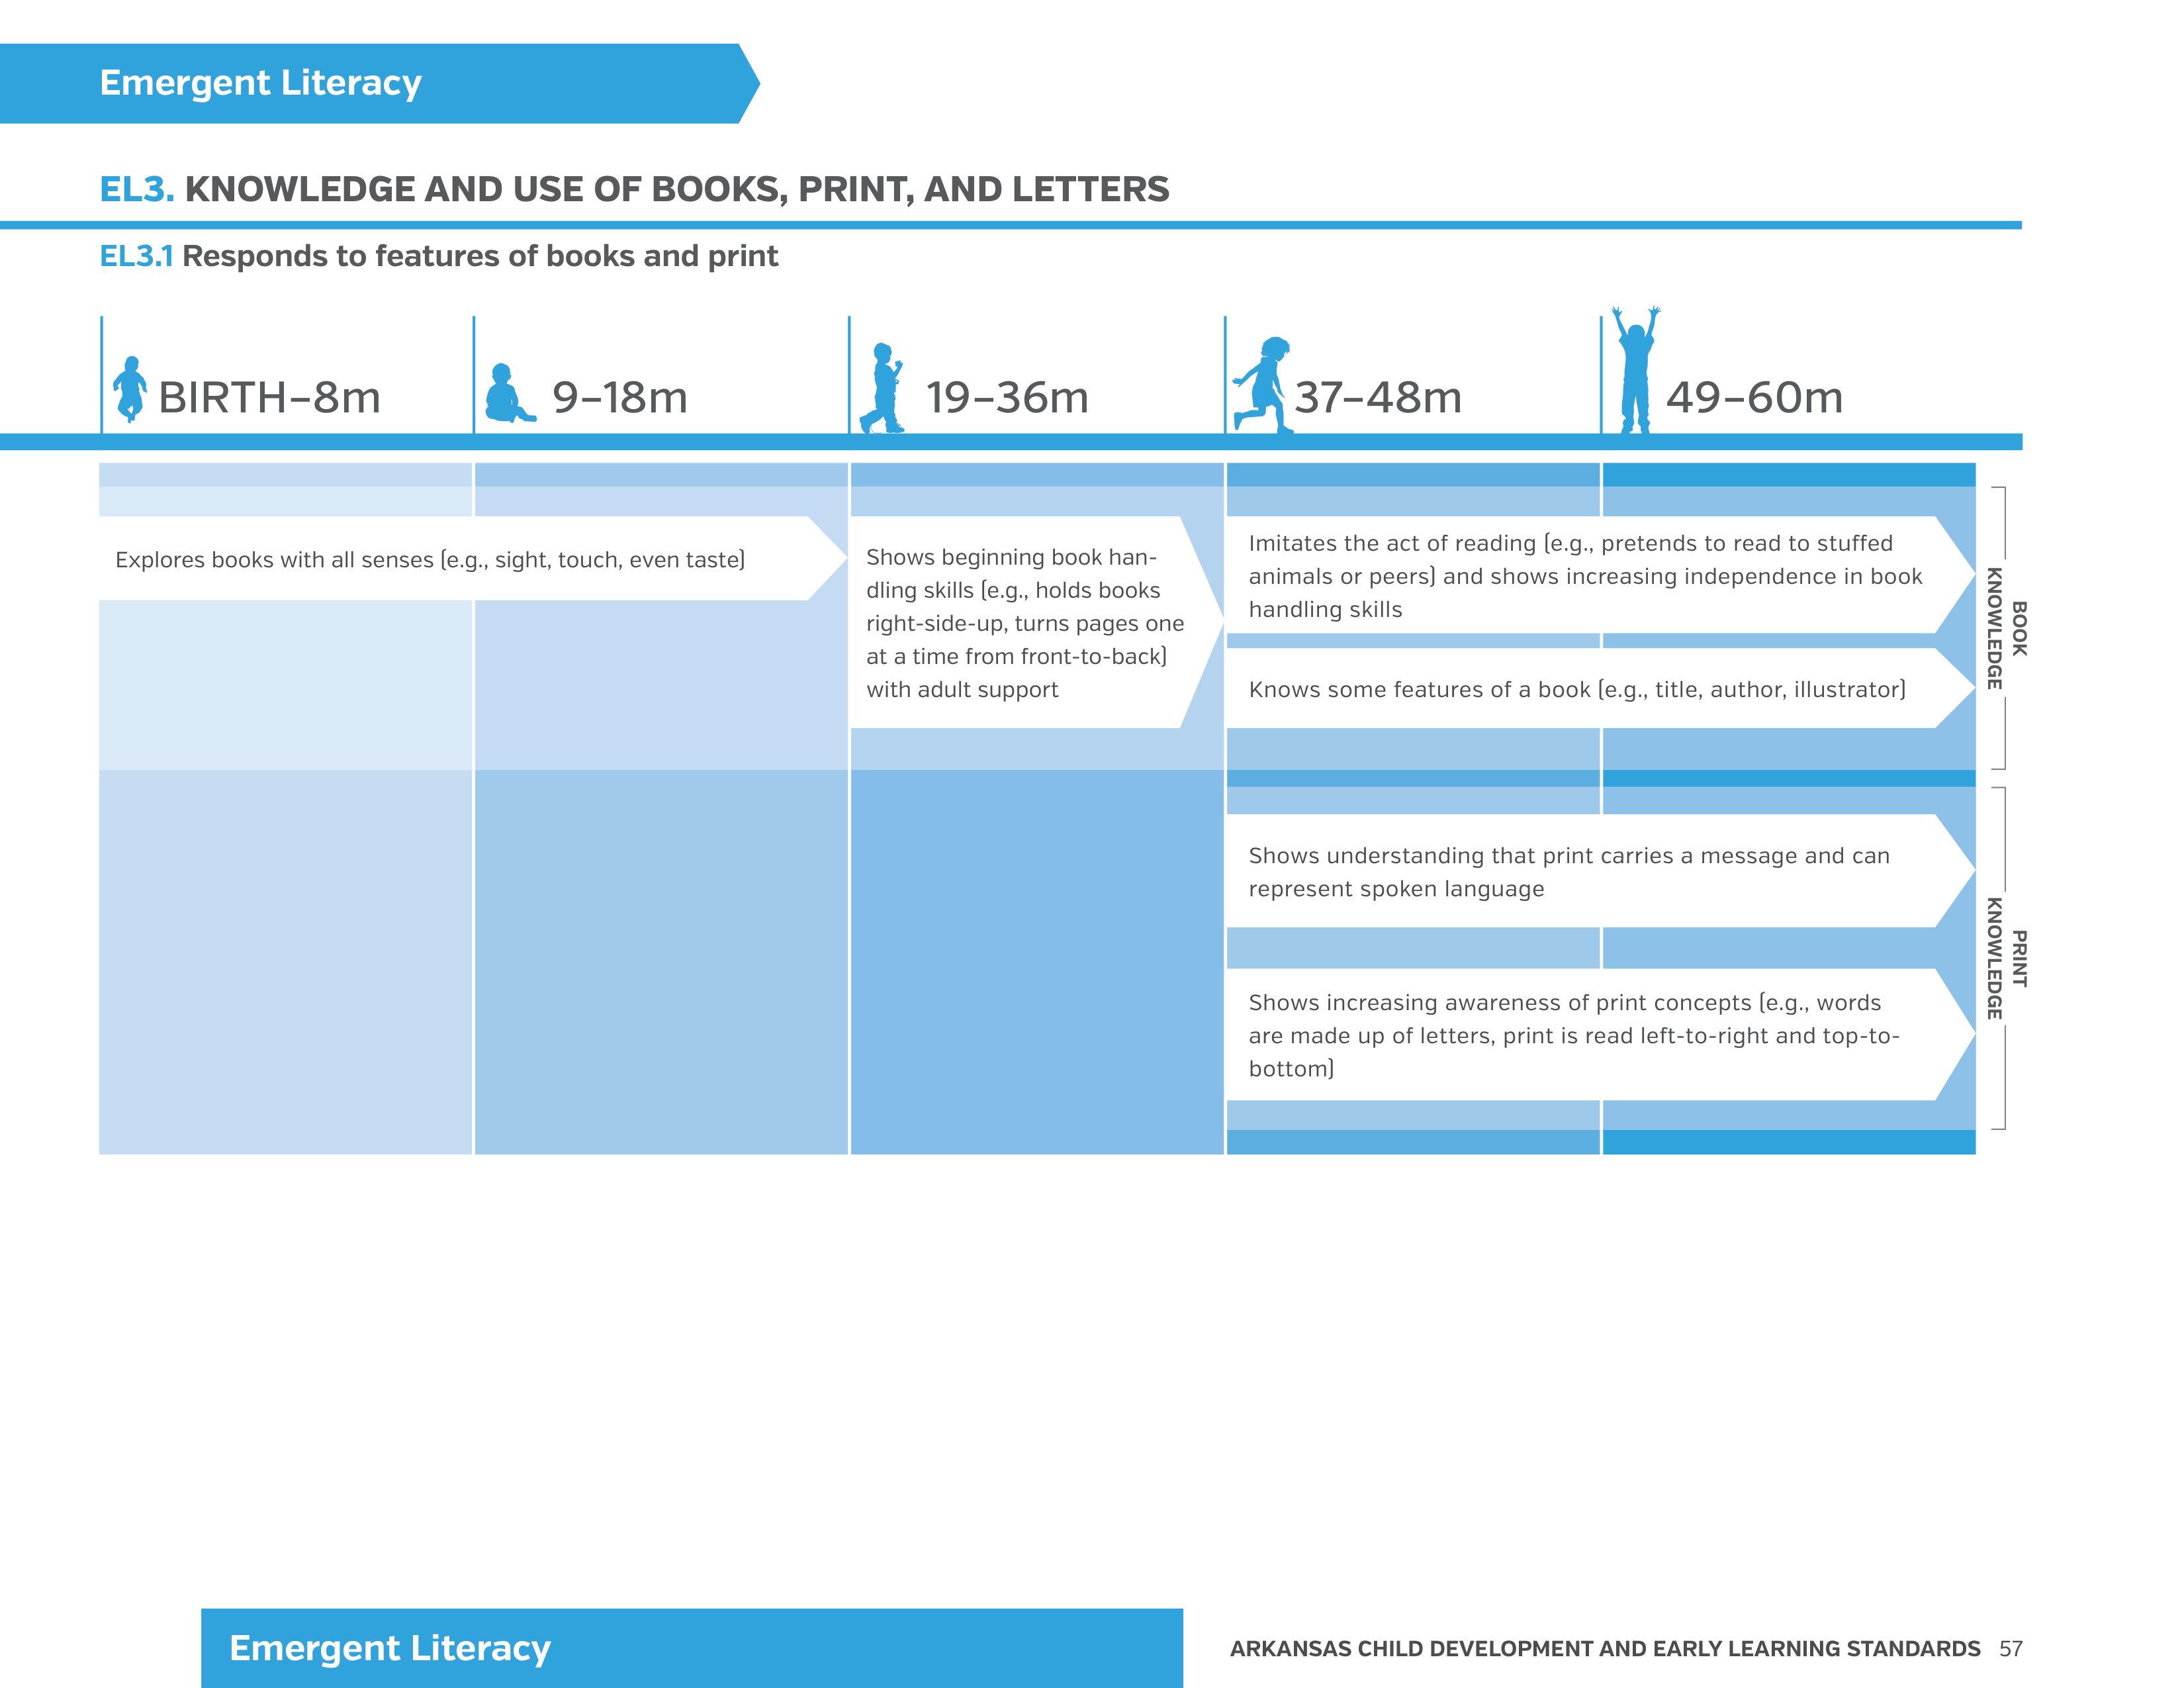 Emergent Literacy
EL3. KNOWLEDGE AND USE OF BOOKS, PRINT, AND LETTERS
EL3.1 Responds to features of books and print
BIRTH–8m
9–18m
19–36m
37–48m
49–60m
Explores books with all senses (e.g., sight, touch, even taste)
Shows beginning book han-
dling skills (e.g., holds books
right-side-up, turns pages one
at a time from front-to-back)
with adult support
Imitates the act of reading (e.g., pretends to read to stuffed
animals or peers) and shows increasing independence in book
handling skills
Knows some features of a book (e.g., title, author, illustrator)
BOOK
KNOWLEDGE
Shows understanding that print carries a message and can
represent spoken language
Shows increasing awareness of print concepts (e.g., words
are made up of letters, print is read left-to-right and top-to-
bottom)
PRINT
KNOWLEDGE
Emergent Literacy
ARKANSAS CHILD DEVELOPMENT AND EARLY LEARNING STANDARDS 57